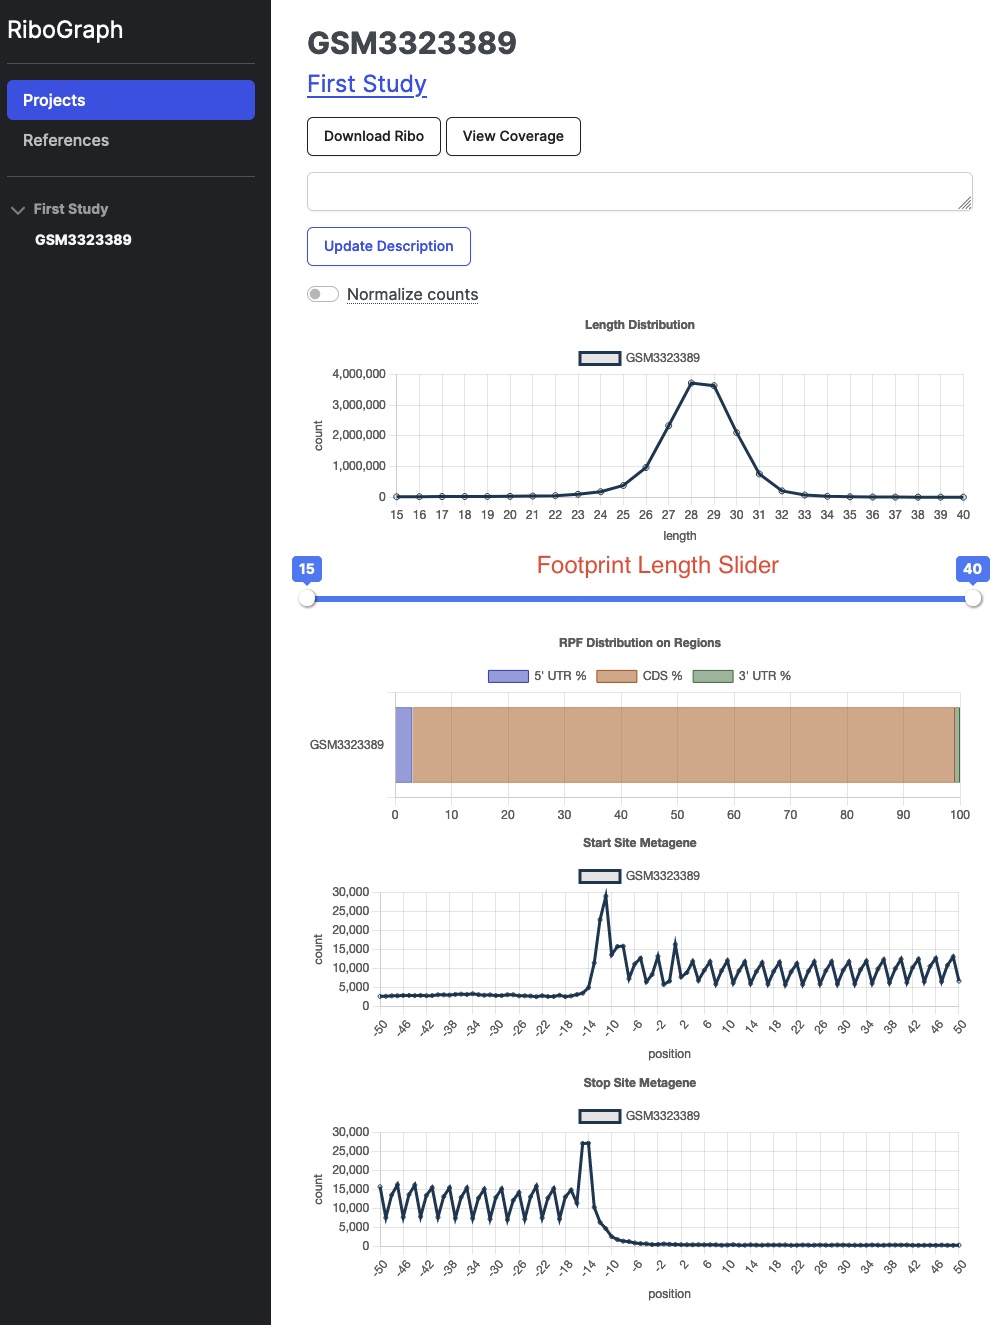 RiboGraph
Projects
References
First Study
GSM3323389
GSM3323389
First Study
Download Ribo View Coverage
Update Description
Normalize counts
Length Distribution
GSM3323389
4,000,000
3,000,000
2,000,000
1,000,000
0
count
15 16 17 18 19 20 21 22 23 24 25 26 27 28 29 30 31 32 33 34 35 36 37 38 39 40
length
15 Footprint Length Slider 40
RPF Distribution on Regions
5' UTR % CDS % 3' UTR %
GSM3323389
0 10 20 30 40 50 60 70 80 90 100
Start Site Metagene
GSM3323389
30,000
25,000
20,000
15,000
10,000
5,000
0
count
-50 -46 -42 -38 -34 -30 -26 -22 -18 -14 -10 -6 -2 2 6 10 14 18 22 26 30 34 38 42 46 50
position
Stop Site Metagene
GSM3323389
30,000
25,000
20,000
15,000
10,000
5,000
0
count
-50 -46 -42 -38 -34 -30 -26 -22 -18 -14 -10 -6 -2 2 6 10 14 18 22 26 30 34 38 42 46 50
position